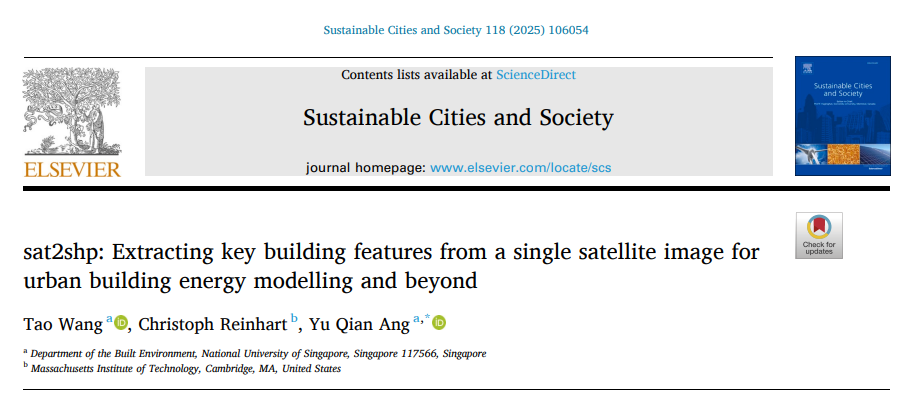 Sustainable Cities and Society 118 (2025) 106054
Contents lists available at ScienceDirect
Sustainable Cities and Society
journal homepage: www.elsevier.com/locate/scs
ELSEVIER
Sustainable Cities
and Society
Check for
updates
sat2shp: Extracting key building features from a single satellite image for
urban building energy modelling and beyond
Tao Wang a, Christoph Reinhart b, Yu Qian Ang a,*
a Department of the Built Environment, National University of Singapore, Singapore 117566, Singapore
b Massachusetts Institute of Technology, Cambridge, MA, United States